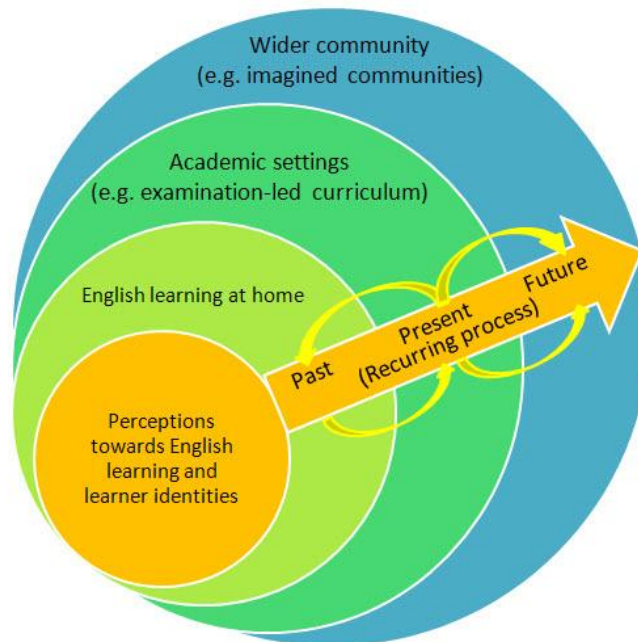 Wider community
(e.g. imagined communities)
Academic settings
(e.g. examination-led curriculum)
English learning at home
Perceptions
towards English
learning and
learner identities
Past
Present
(Recurring process)
Future